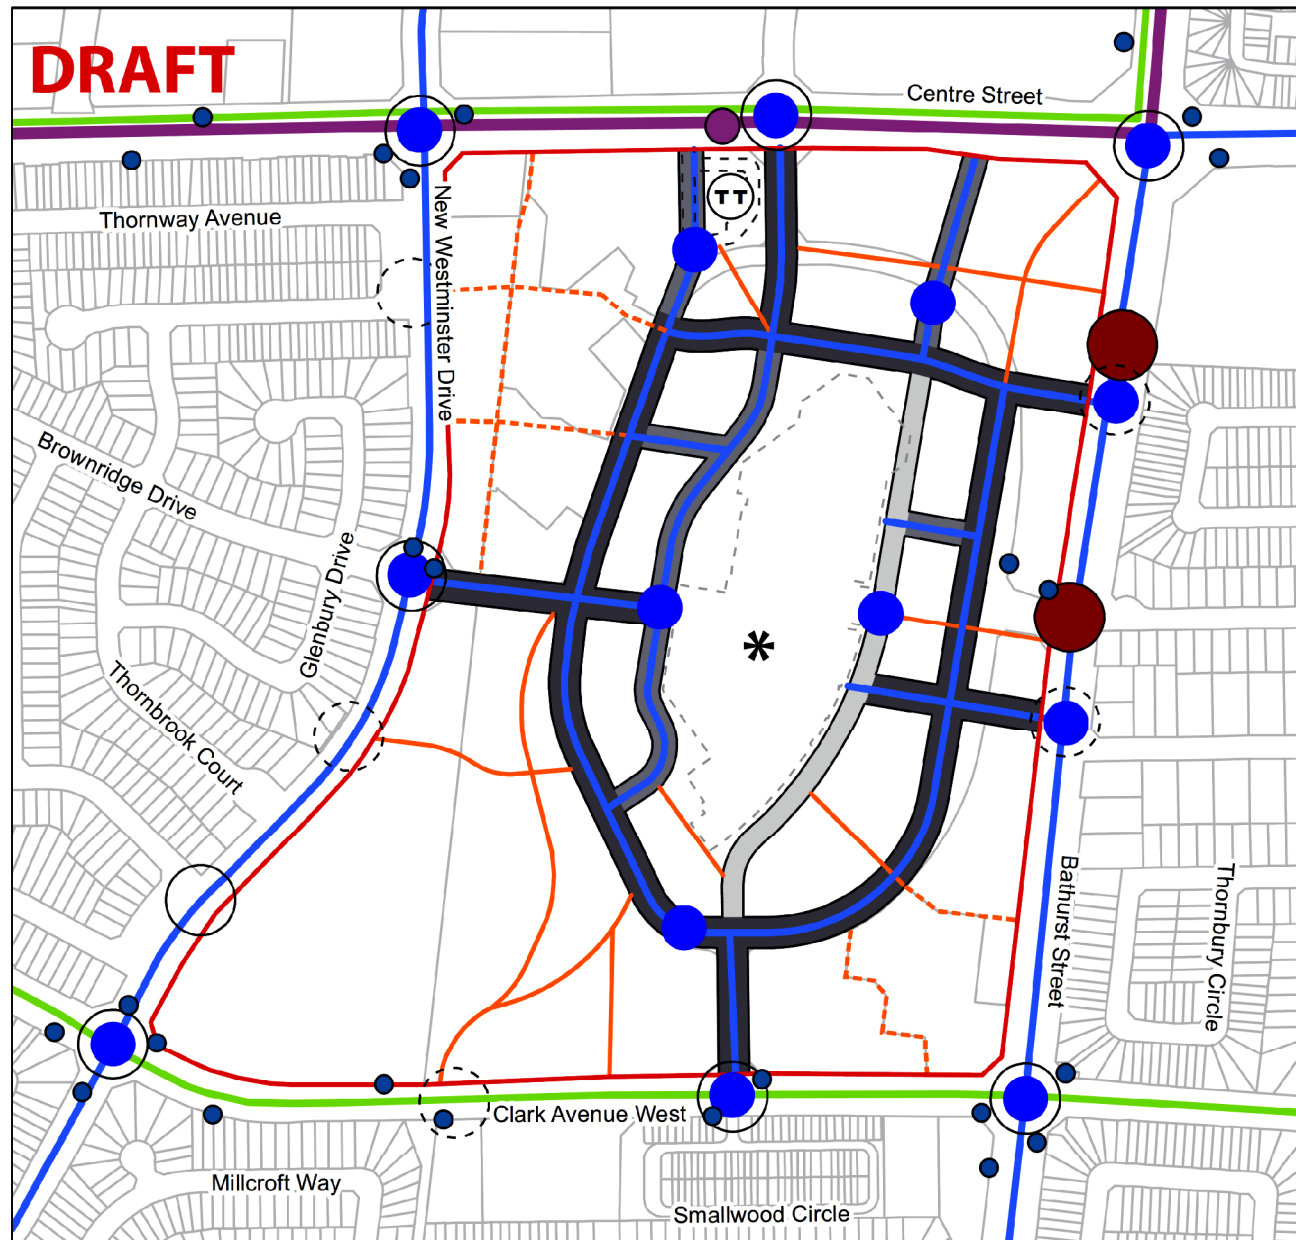 DRAFT
Centre Street
TT
Thornway Avenue
New Westminster Drive
Brownridge Drive
Glenbury Drive
*
Thornbrook Court
Bathurst Street
Thornbury Circle
Clark Avenue West
Millcroft Way
Smallwood Circle